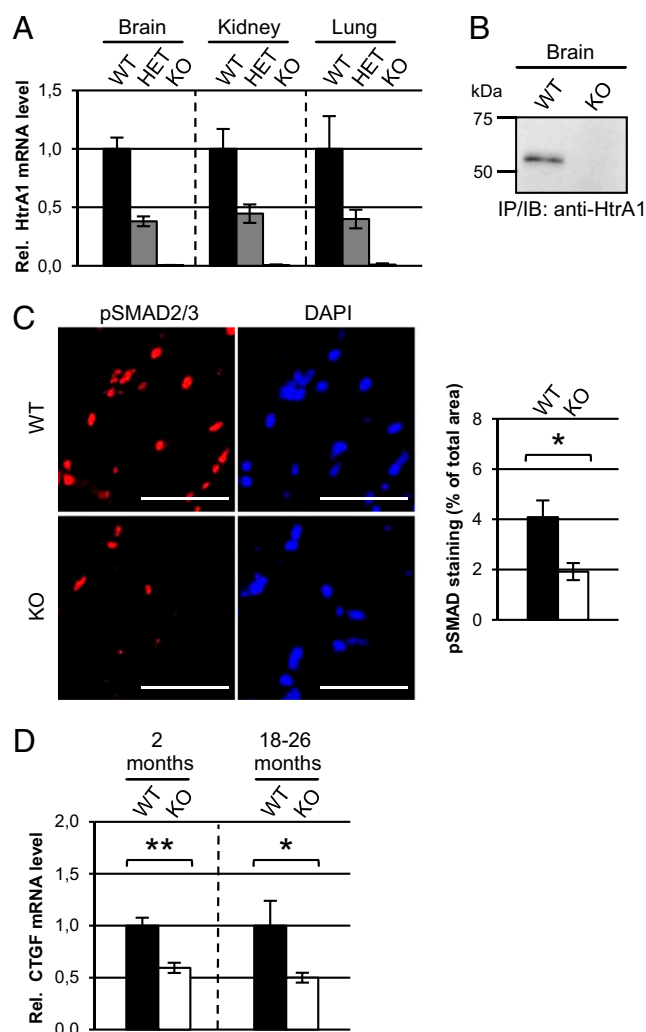 A
Brain Kidney Lung
WT HET KO WT HET KO WT HET KO
Rel. HtrA1 mRNA level
1,5
1,0
0,5
0,0
B
Brain
kDa WT KO
75
50
IP/IB: anti-HtrA1
C
pSMAD2/3 DAPI
WT
KO
pSMAD staining (% of total area)
WT KO
8
*
6
4
2
0
D
2 months
18-26 months
WT KO WT KO
Rel. CTGF mRNA level
2,0
** *
1,5
1,0
0,5
0,0